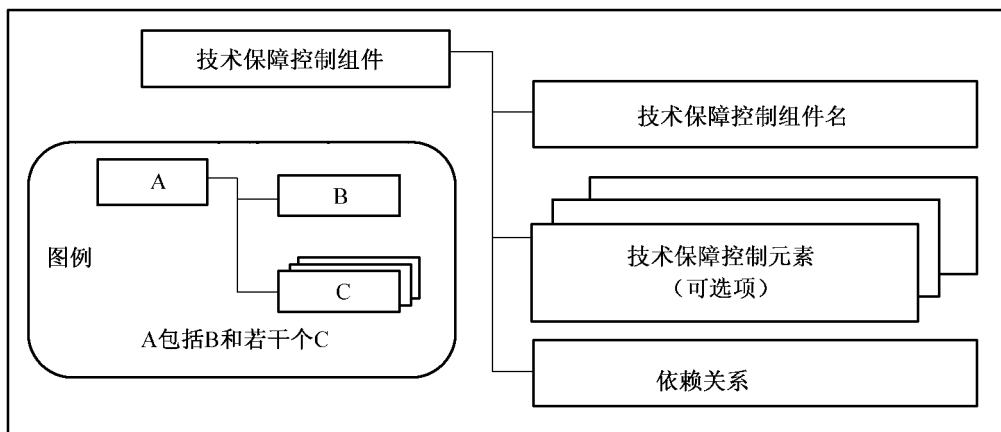 技术保障控制组件
技术保障控制组件名
技术保障控制元素
（可选项）
依赖关系
图例
A
B
C
A包括B和若干个C